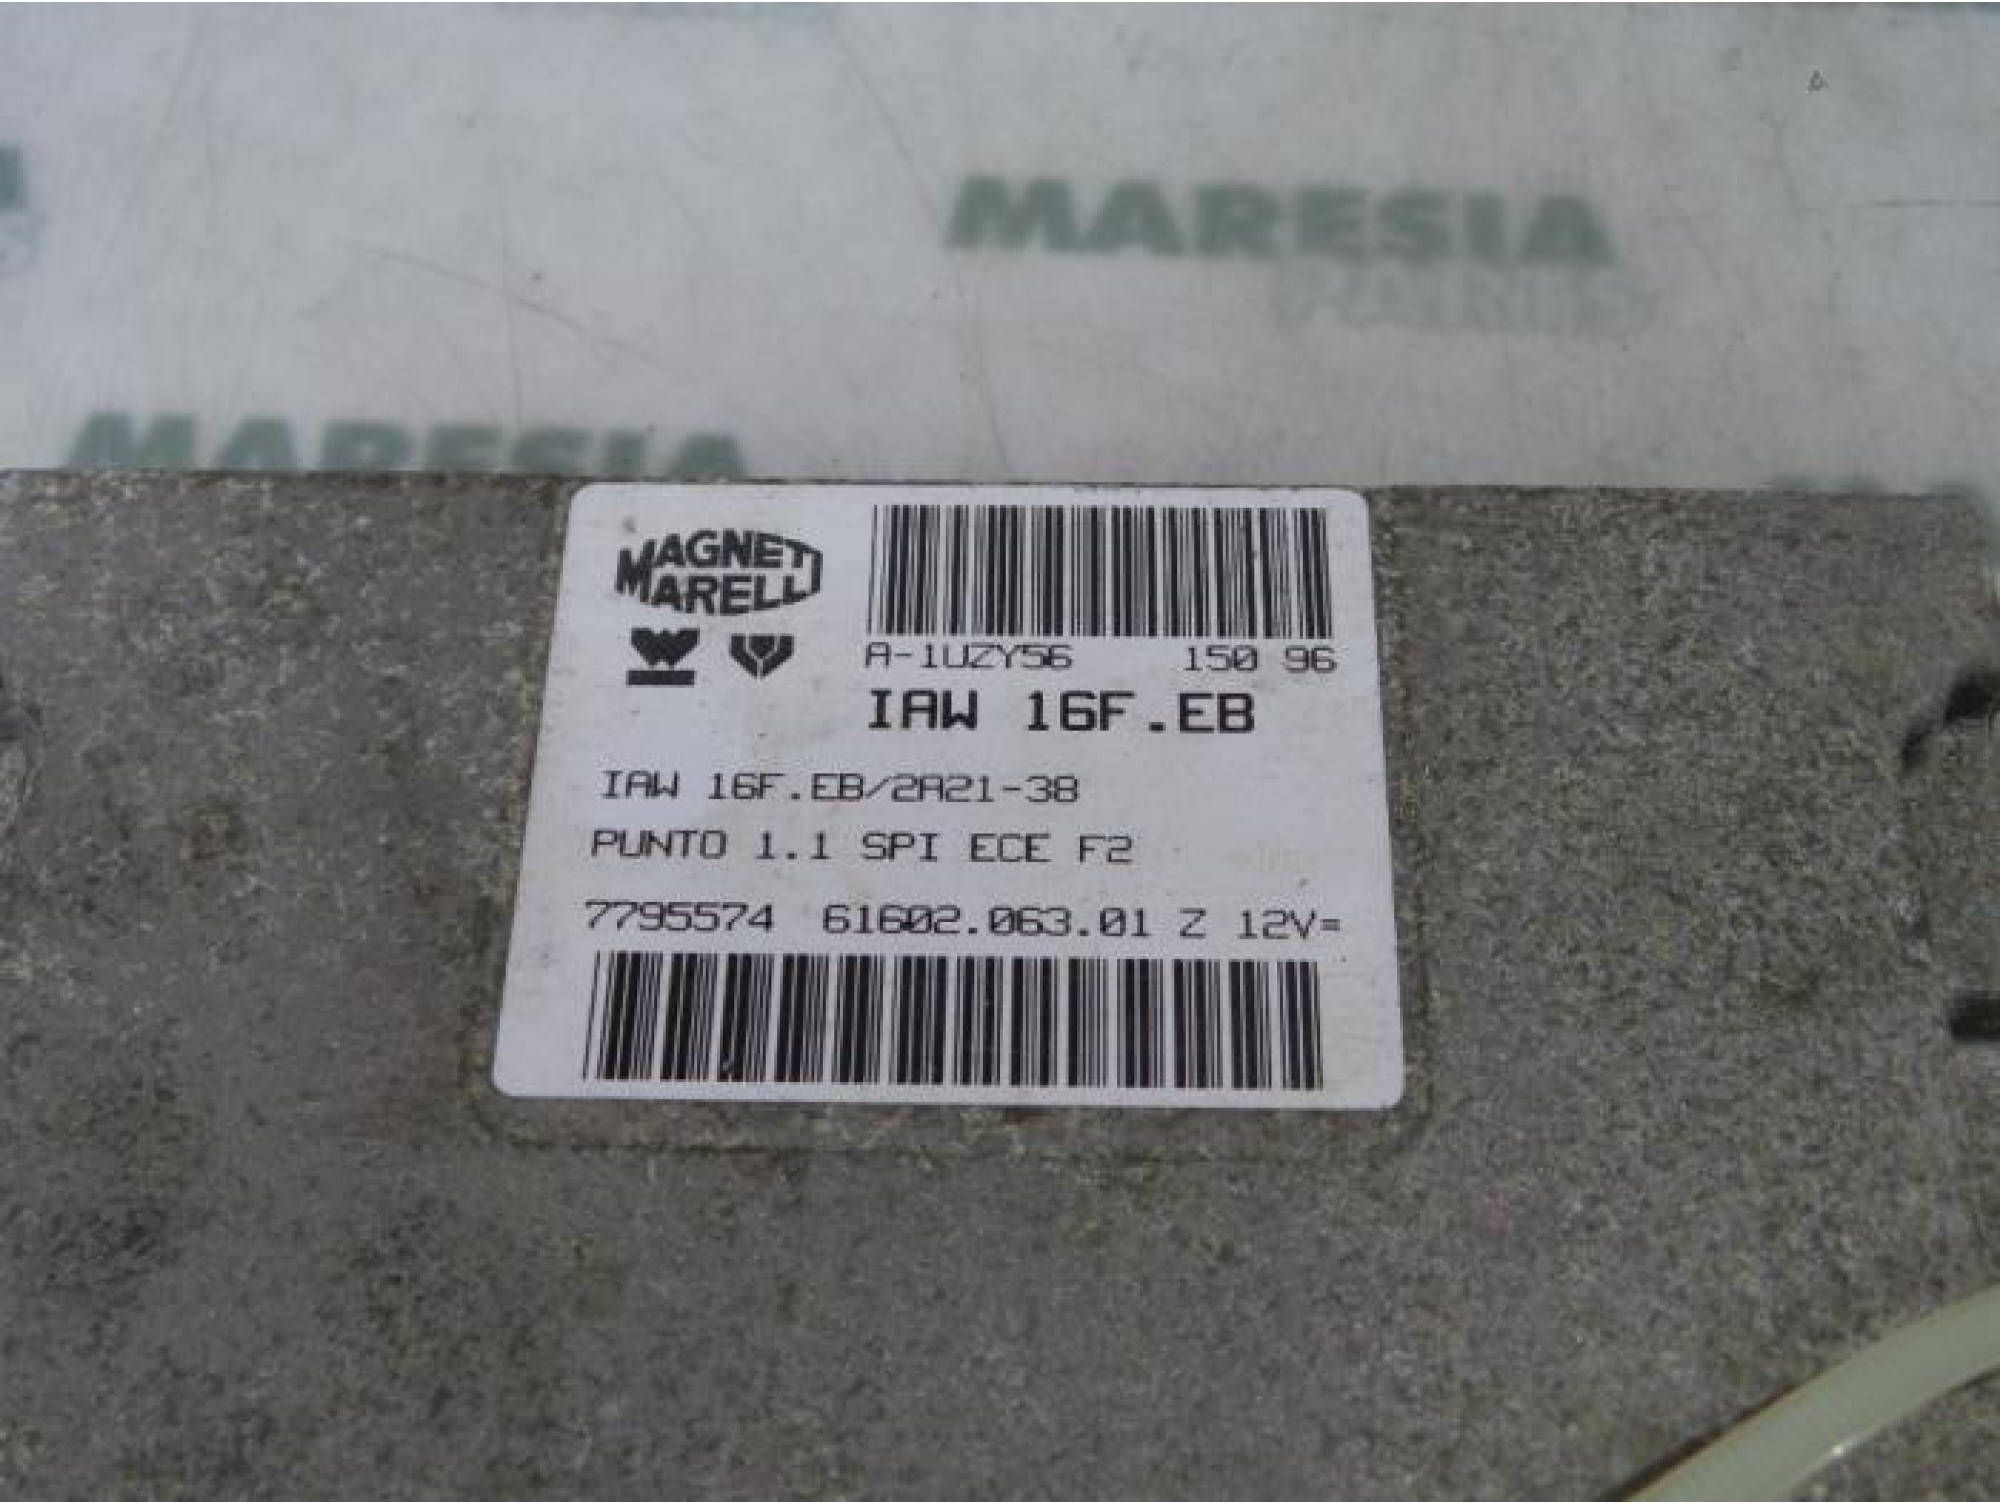 MARESIA
PARTS
MARESIA
MAGNETI
MARELLI
A-1UZY56 150 96
IAW 16F.EB
IAW 16F.EB/2A21-38
PUNTO 1.1 SPI ECE F2
7795574 61602.063.01 Z 12V=